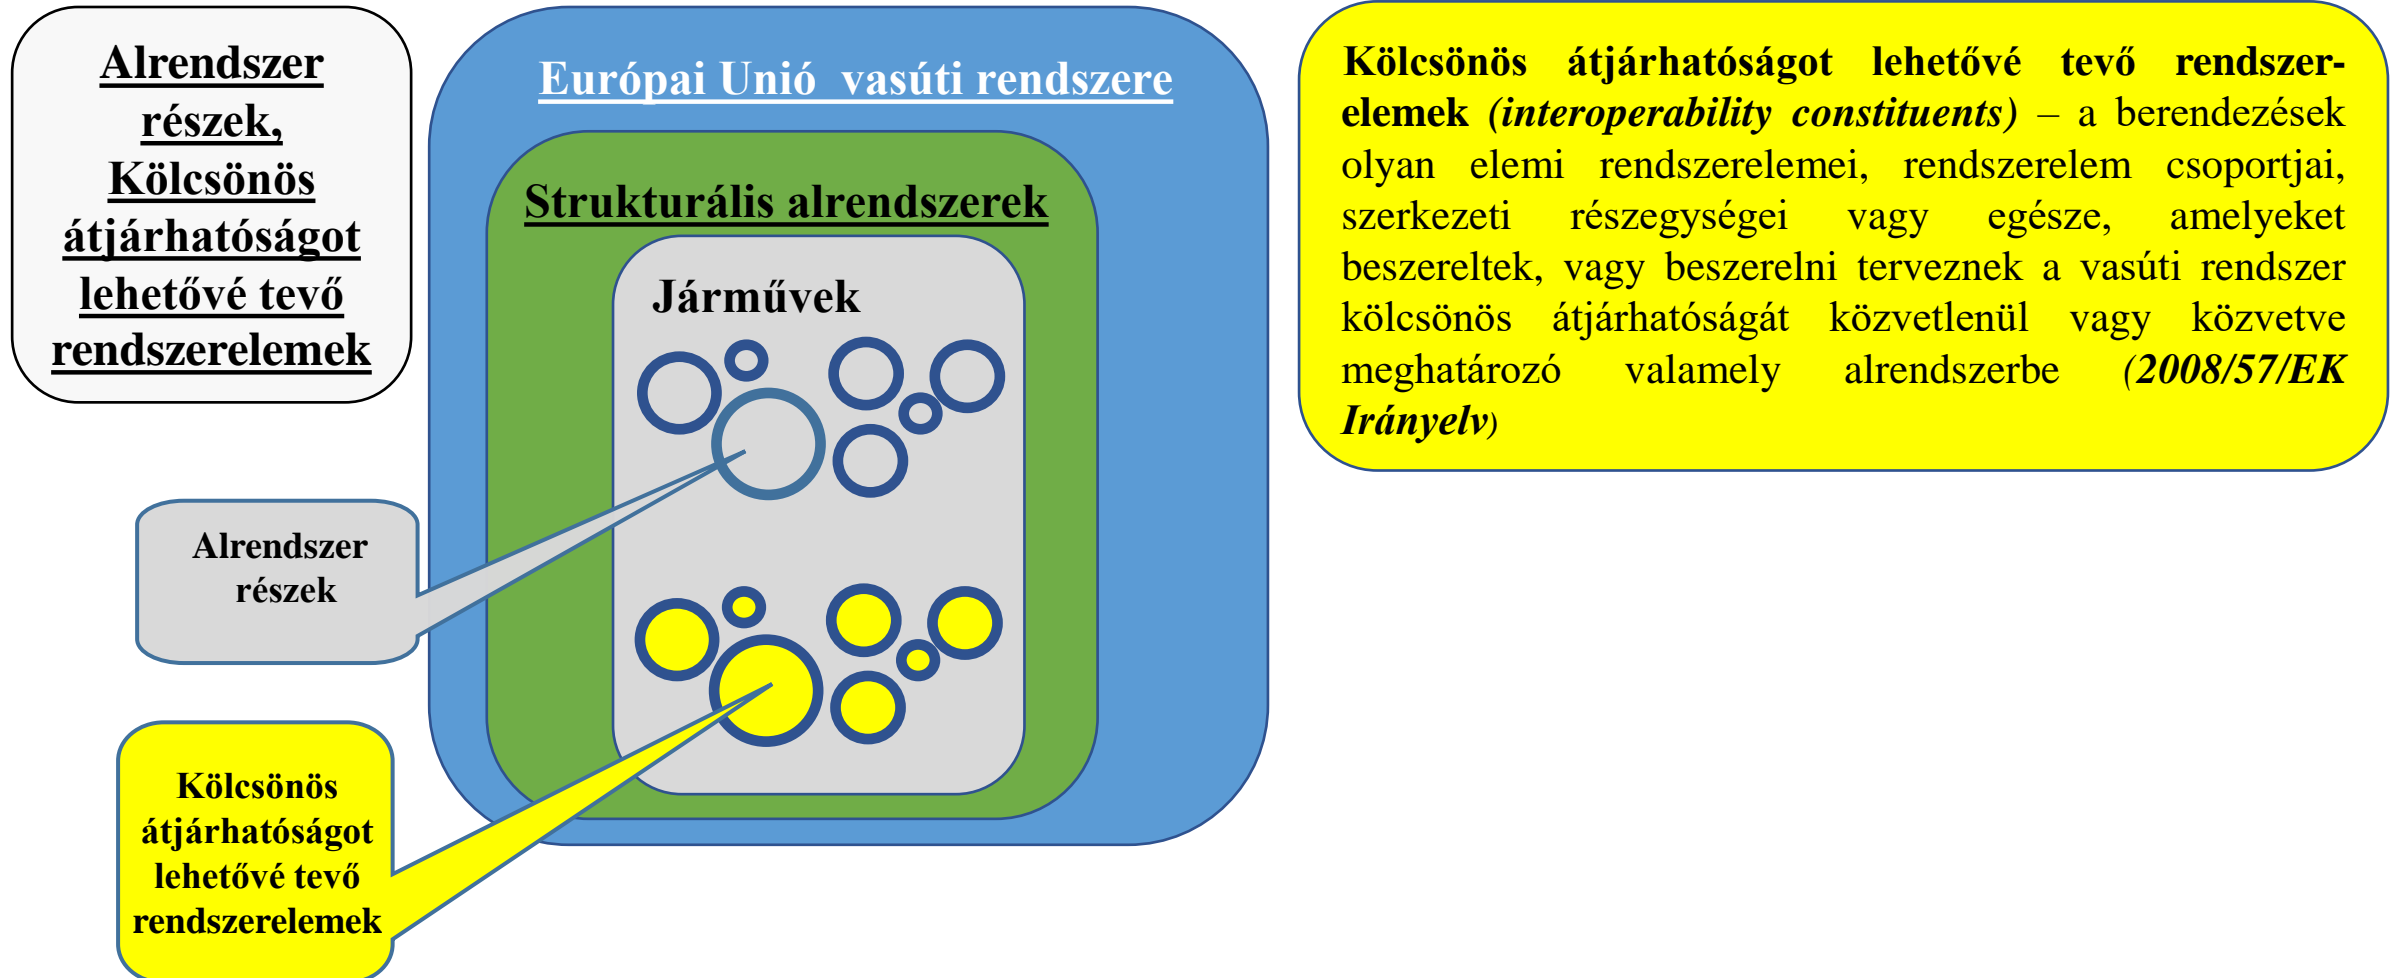 Alrendszer
részek,
Kölcsönös
átjárhatóságot
lehetővé tevő
rendszerelemek
Európai Unió  vasúti rendszere
Strukturális alrendszerek
Járművek
Alrendszer
részek
Kölcsönös
átjárhatóságot
lehetővé tevő
rendszerelemek
Kölcsönös átjárhatóságot lehetővé tevő rendszer-
elemek (interoperability constituents) – a berendezések
olyan elemi rendszerelemei, rendszerelem csoportjai,
szerkezeti részegységei vagy egésze, amelyeket
beszereltek, vagy beszerelni terveznek a vasúti rendszer
kölcsönös átjárhatóságát közvetlenül vagy közvetve
meghatározó valamely alrendszerbe (2008/57/EK
Irányelv)